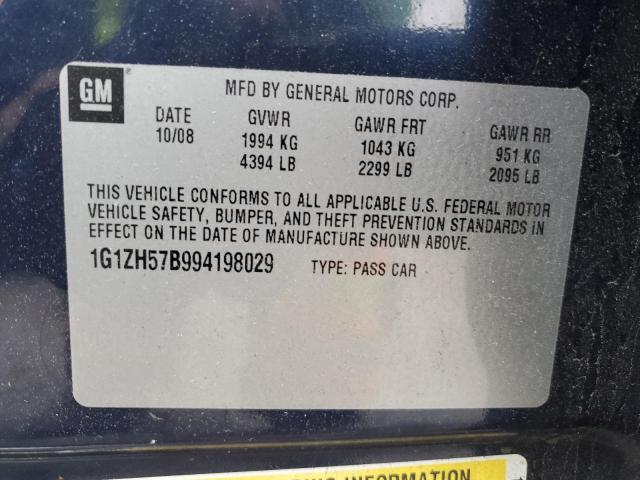 GM
MFD BY GENERAL MOTORS CORP.
DATE GVWR GAWR FRT GAWR RR
10/08 1994 KG 1043 KG 951 KG
4394 LB 2299 LB 2095 LB
THIS VEHICLE CONFORMS TO ALL APPLICABLE U.S. FEDERAL MOTOR
VEHICLE SAFETY, BUMPER, AND THEFT PREVENTION STANDARDS IN
EFFECT ON THE DATE OF MANUFACTURE SHOWN ABOVE.
1G1ZH57B994198029 TYPE: PASS CAR
INFORMATION